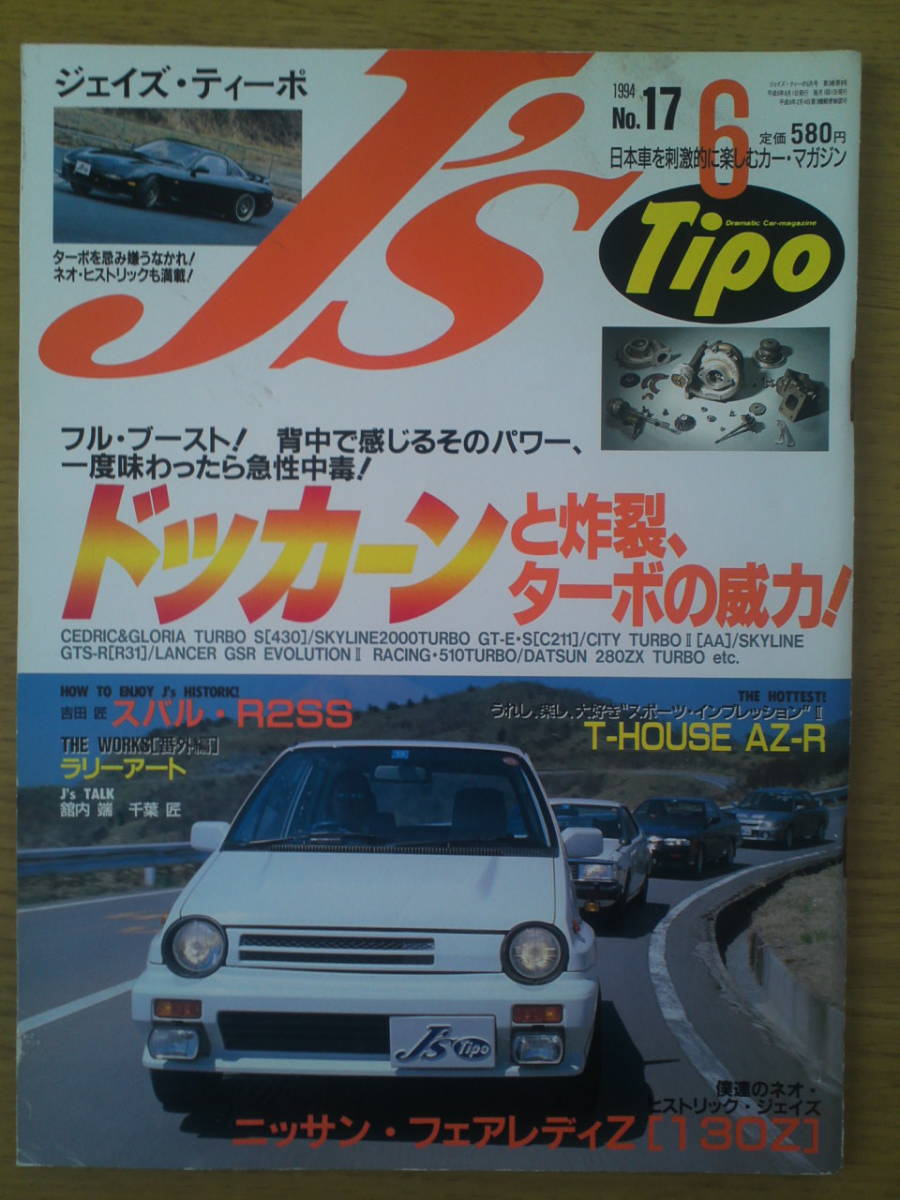 ジェイズ・ティーポ
J's
1994
No.17
6
定価580円
日本車を刺激的に楽しむカー・マガジン
Dramatic Car-magazine
Tipo
ターボを忌み嫌うなかれ!
ネオ・ヒストリックも満載!
フル・ブースト! 背中で感じるそのパワー、
一度味わったら急性中毒!
ドッカーンと炸裂、
ターボの威力!
CEDRIC&GLORIA TURBO S[430]/SKYLINE2000TURBO GT-E・S[C211]/CITY TURBOⅡ[AA]/SKYLINE
GTS-R[R31]/LANCER GSR EVOLUTIONⅡ RACING・510TURBO/DATSUN 280ZX TURBO etc.
HOW TO ENJOY J's HISTORIC!
吉田 匠 スバル・R2SS
THE WORKS[番外編]
ラリーアート
J's TALK
舘内 端 千葉 匠
THE HOTTEST!
うれし、楽し、大好き"スポーツ・インプレッション"Ⅱ
T-HOUSE AZ-R
J's Tipo
僕達のネオ・
ヒストリック・ジェイズ
ニッサン・フェアレディZ[130Z]